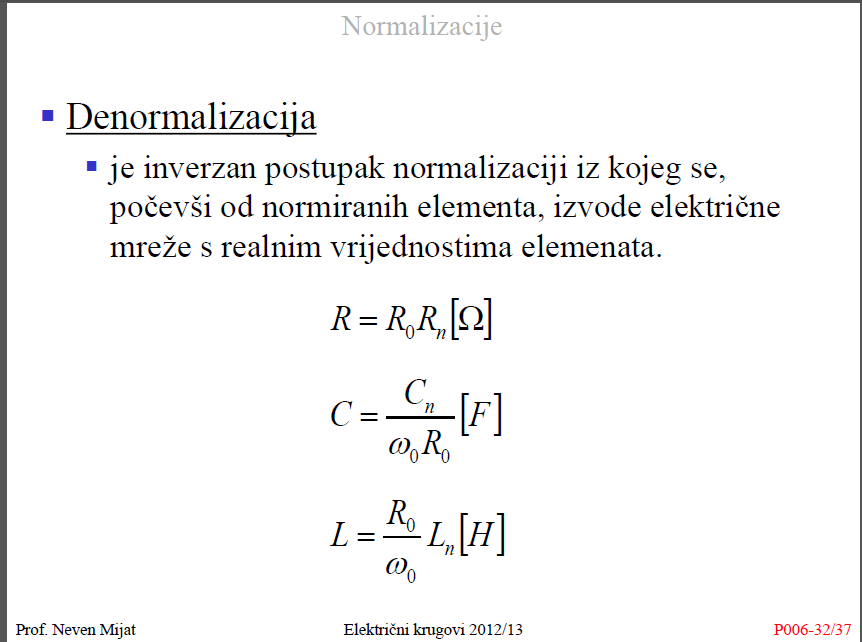 Normalizacije
Denormalizacija
je inverzan postupak normalizaciji iz kojeg se,
počevši od normiranih elementa, izvode električne
mreže s realnim vrijednostima elemenata.
R = R₀Rₙ[Ω]
C = Cₙ/(ω₀R₀) [F]
L = R₀/ω₀ Lₙ[H]
Prof. Neven Mijat Električni krugovi 2012/13 P006-32/37